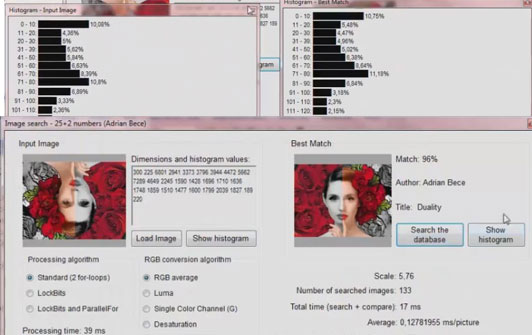 Histogram - Input Image
0 - 10: 10,08%
11 - 20: 4,36%
21 - 30: 5%
31 - 40: 5,62%
41 - 50: 5,84%
51 - 60: 6,63%
61 - 70: 8,39%
71 - 80: 10,8%
81 - 90: 6,89%
91 - 100: 3,33%
101 - 110: 2,36%
Histogram - Best Match
0 - 10: 10,75%
11 - 20: 5,48%
21 - 30: 4,47%
31 - 40: 4,96%
41 - 50: 5,02%
51 - 60: 6,38%
61 - 70: 8,64%
71 - 80: 11,18%
81 - 90: 6,84%
91 - 100: 3,18%
101 - 110: 2,3%
111 - 120: 2,15%
Image search - 25+2 numbers (Adrian Bece)
Input Image
Dimensions and histogram values:
300 225 6801 2941 3373 3796 3944 4472 5662
7289 4649 2245 1590 1428 1696 1710 1636
1748 1859 1510 1477 1600 1799 2039 1827 189
220
Load Image
Show histogram
Processing algorithm
Standard (2 for-loops)
LockBits
LockBits and ParallelFor
RGB conversion algorithm
RGB average
Luma
Single Color Channel (G)
Desaturation
Processing time: 39 ms
Best Match
Match: 96%
Author: Adrian Bece
Title: Duality
Search the
database
Show
histogram
Scale: 5,76
Number of searched images: 133
Total time (search + compare): 17 ms
Average: 0,12781955 ms/picture